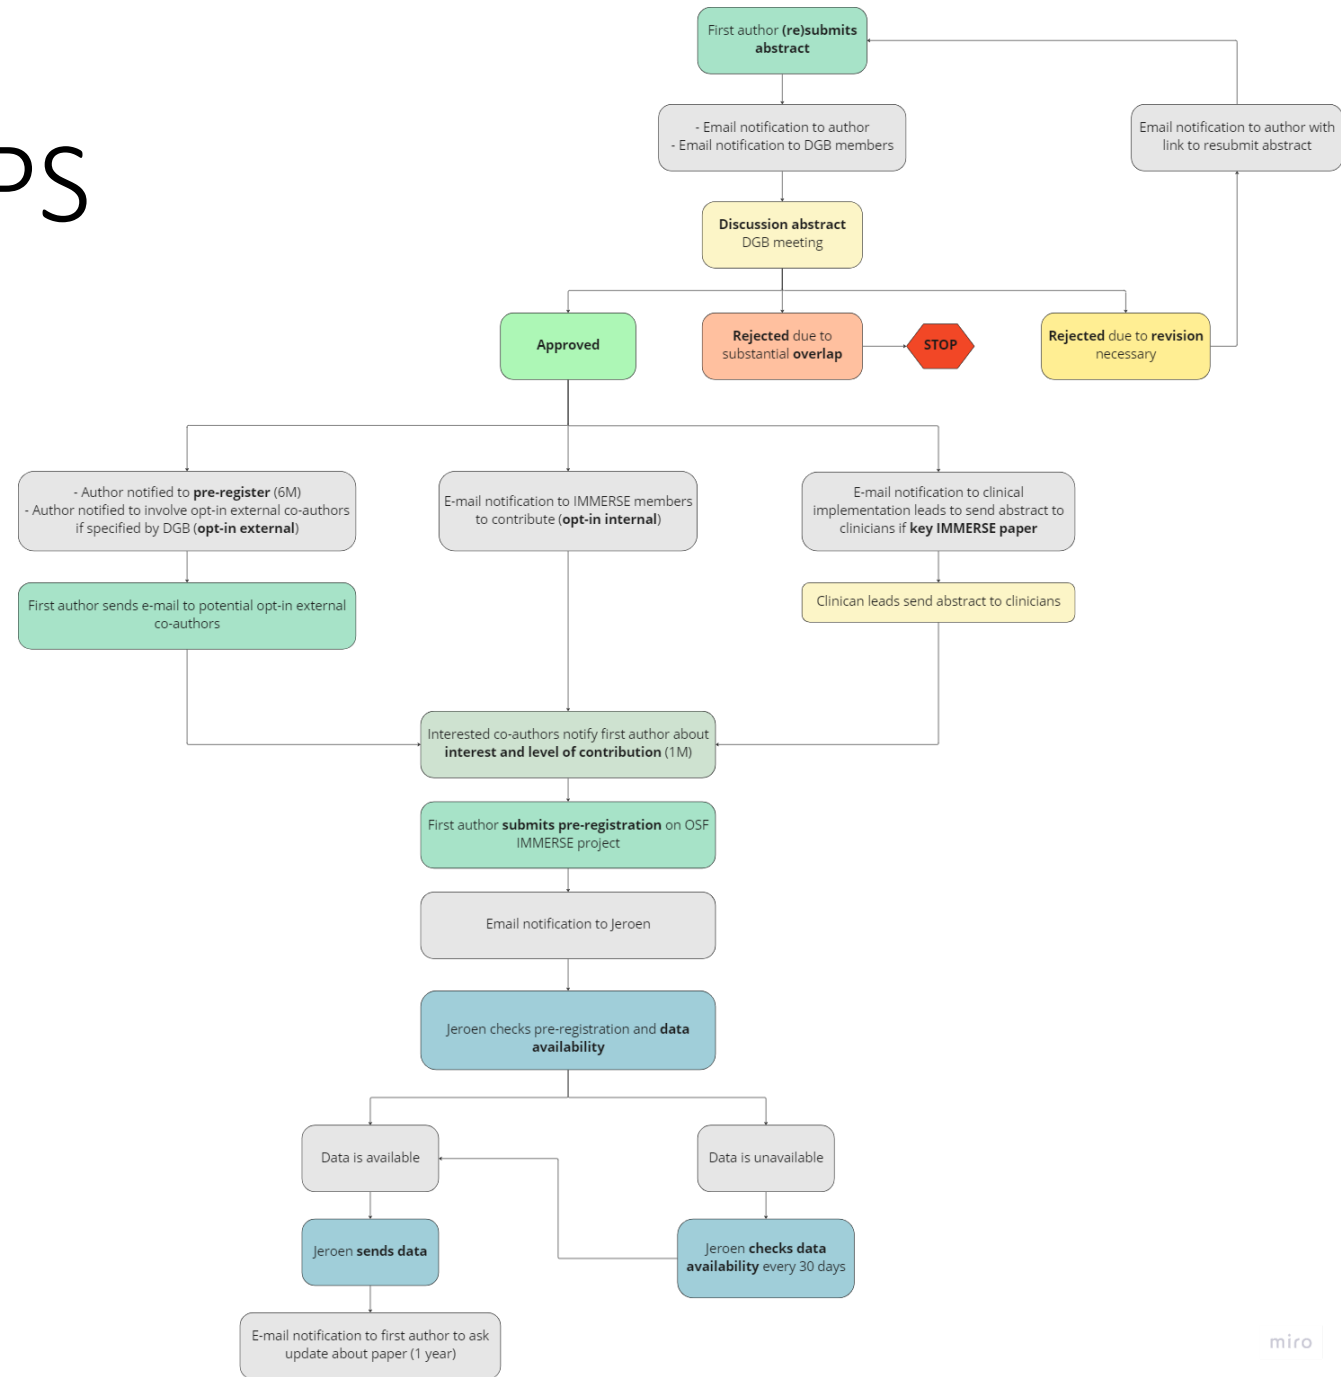 First author (re)submits
abstract
PS
- Email notification to author
- Email notification to DGB members
Email notification to author with
link to resubmit abstract
Discussion abstract
DGB meeting
Approved
Rejected due to
substantial overlap
STOP
Rejected due to revision
necessary
- Author notified to pre-register (6M)
- Author notified to involve opt-in external co-authors
if specified by DGB (opt-in external)
E-mail notification to IMMERSE members
to contribute (opt-in internal)
E-mail notification to clinical
implementation leads to send abstract to
clinicians if key IMMERSE paper
First author sends e-mail to potential opt-in external
co-authors
Clinican leads send abstract to clinicians
Interested co-authors notify first author about
interest and level of contribution (1M)
First author submits pre-registration on OSF
IMMERSE project
Email notification to Jeroen
Jeroen checks pre-registration and data
availability
Data is available
Data is unavailable
Jeroen sends data
Jeroen checks data
availability every 30 days
E-mail notification to first author to ask
update about paper (1 year)
miro